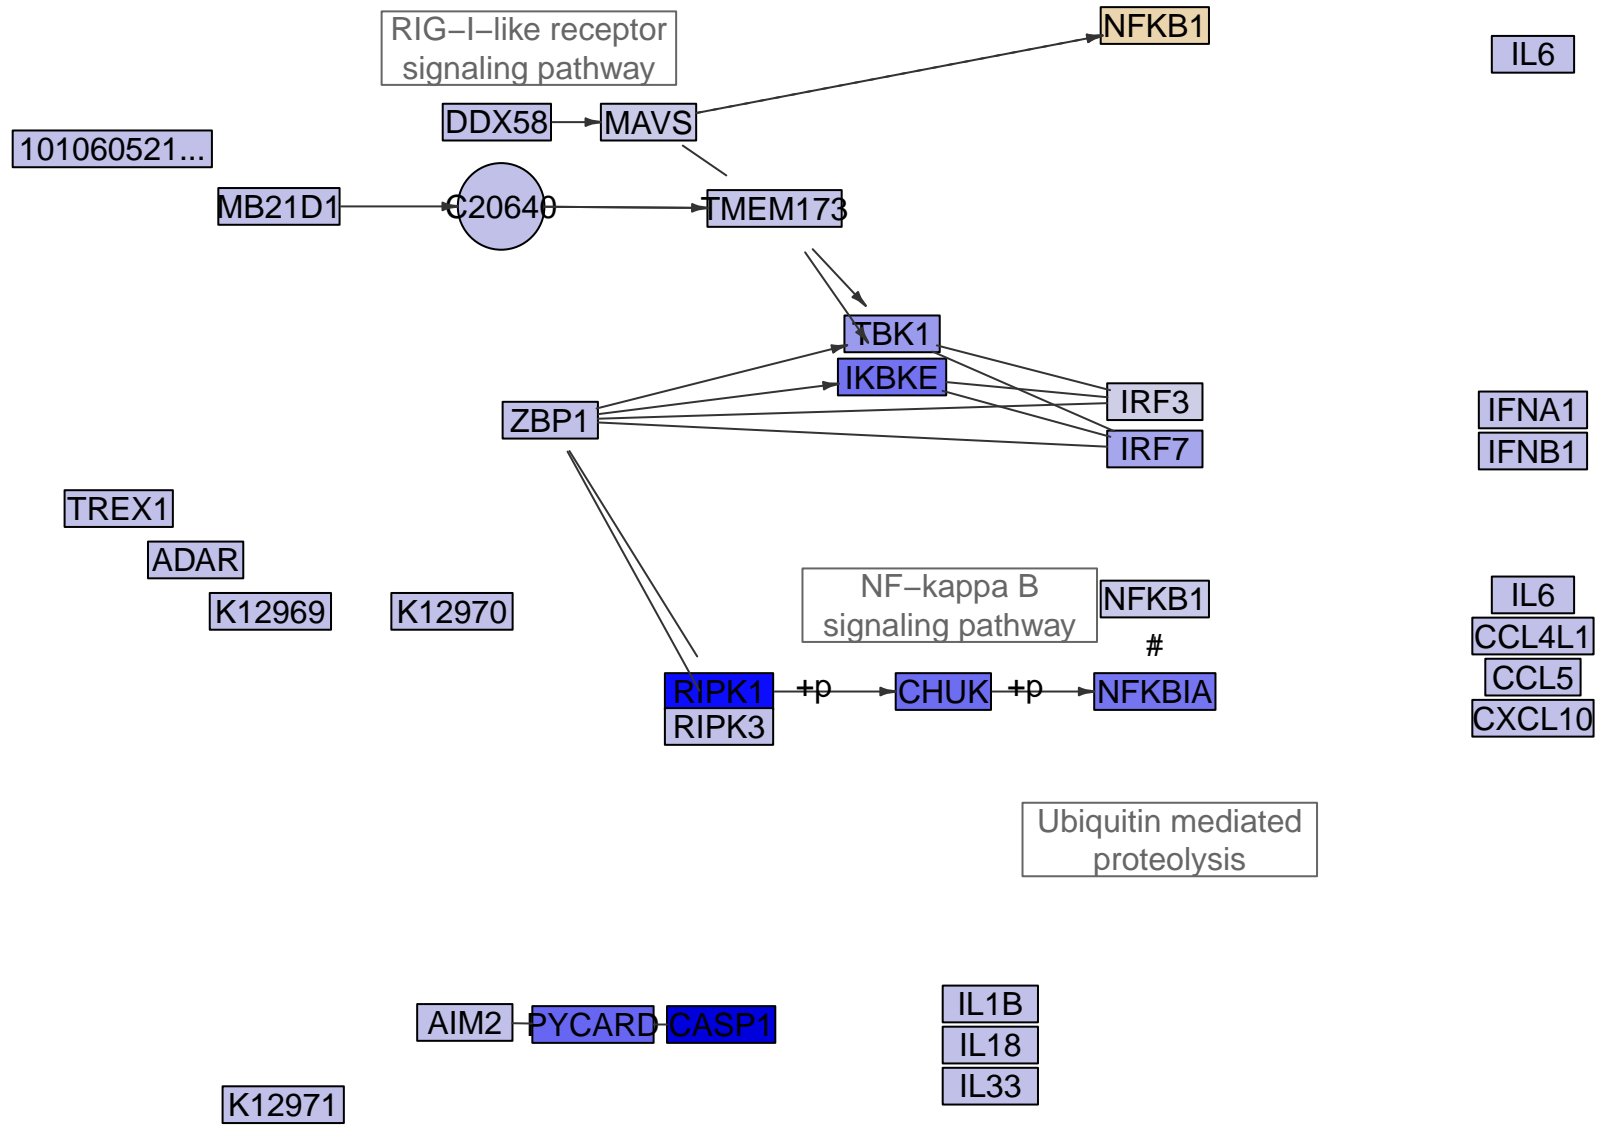 RIG−I−like receptor
signaling pathway
NFKB1
IL6
DDX58
MAVS
101060521...
MB21D1
C20640
TMEM173
TBK1
IKBKE
IRF3
ZBP1
IRF7
IFNA1
IFNB1
TREX1
ADAR
K12969
K12970
NF−kappa B
signaling pathway
NFKB1
#
IL6
CCL4L1
CCL5
CXCL10
RIPK1
+p
CHUK
+p
NFKBIA
RIPK3
Ubiquitin mediated
proteolysis
AIM2
PYCARD
CASP1
IL1B
IL18
IL33
K12971